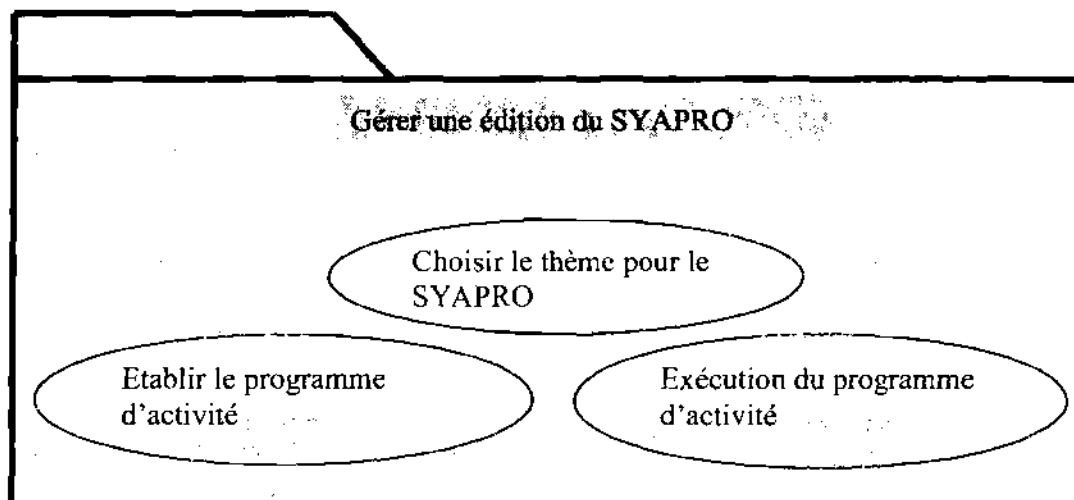 Gérer une édition du SYAPRO
Choisir le thème pour le
SYAPRO
Etablir le programme
d'activité
Exécution du programme
d'activité